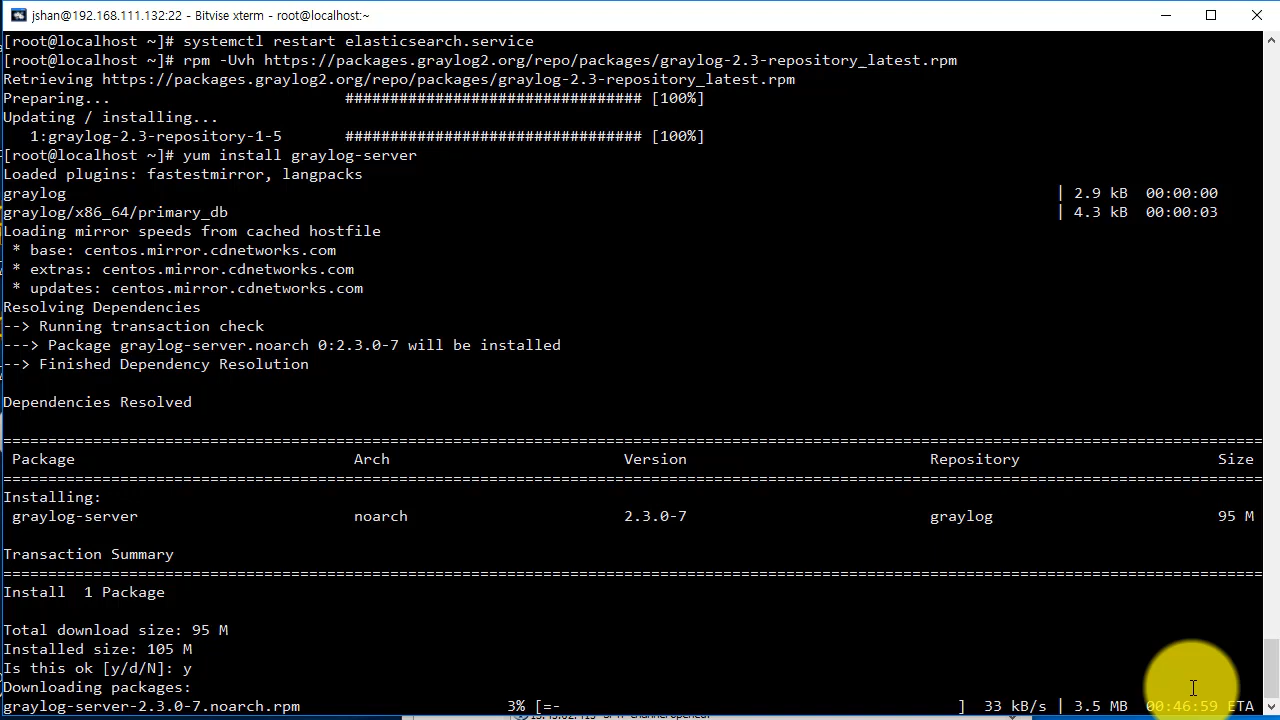 jshan@192.168.111.132:22 - Bitvise xterm - root@localhost:~
[root@localhost ~]# systemctl restart elasticsearch.service
[root@localhost ~]# rpm -Uvh https://packages.graylog2.org/repo/packages/graylog-2.3-repository_latest.rpm
Retrieving https://packages.graylog2.org/repo/packages/graylog-2.3-repository_latest.rpm
Preparing...                          ################################# [100%]
Updating / installing...
   1:graylog-2.3-repository-1-5       ################################# [100%]
[root@localhost ~]# yum install graylog-server
Loaded plugins: fastestmirror, langpacks
graylog | 2.9 kB  00:00:00
graylog/x86_64/primary_db | 4.3 kB  00:00:03
Loading mirror speeds from cached hostfile
 * base: centos.mirror.cdnetworks.com
 * extras: centos.mirror.cdnetworks.com
 * updates: centos.mirror.cdnetworks.com
Resolving Dependencies
--> Running transaction check
---> Package graylog-server.noarch 0:2.3.0-7 will be installed
--> Finished Dependency Resolution
Dependencies Resolved
Package Arch Version Repository Size
Installing:
graylog-server noarch 2.3.0-7 graylog 95 M
Transaction Summary
Install  1 Package
Total download size: 95 M
Installed size: 105 M
Is this ok [y/d/N]: y
Downloading packages:
graylog-server-2.3.0-7.noarch.rpm 3% [=- ] 33 kB/s | 3.5 MB  00:46:59 ETA